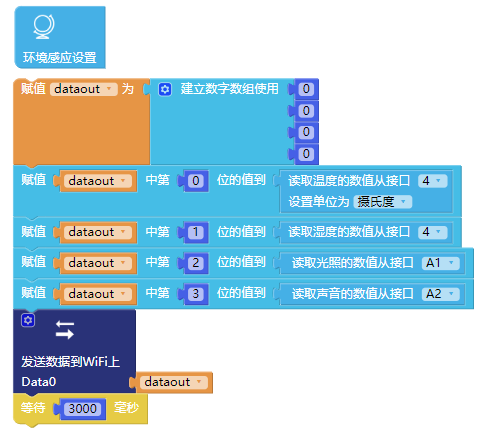 环境感应设置
赋值 dataout 为 建立数字数组使用 0
0
0
0
赋值 dataout 中第 0 位的值到 读取温度的数值从接口 4
设置单位为 摄氏度
赋值 dataout 中第 1 位的值到 读取湿度的数值从接口 4
赋值 dataout 中第 2 位的值到 读取光照的数值从接口 A1
赋值 dataout 中第 3 位的值到 读取声音的数值从接口 A2
发送数据到WiFi上
Data0 dataout
等待 3000 毫秒